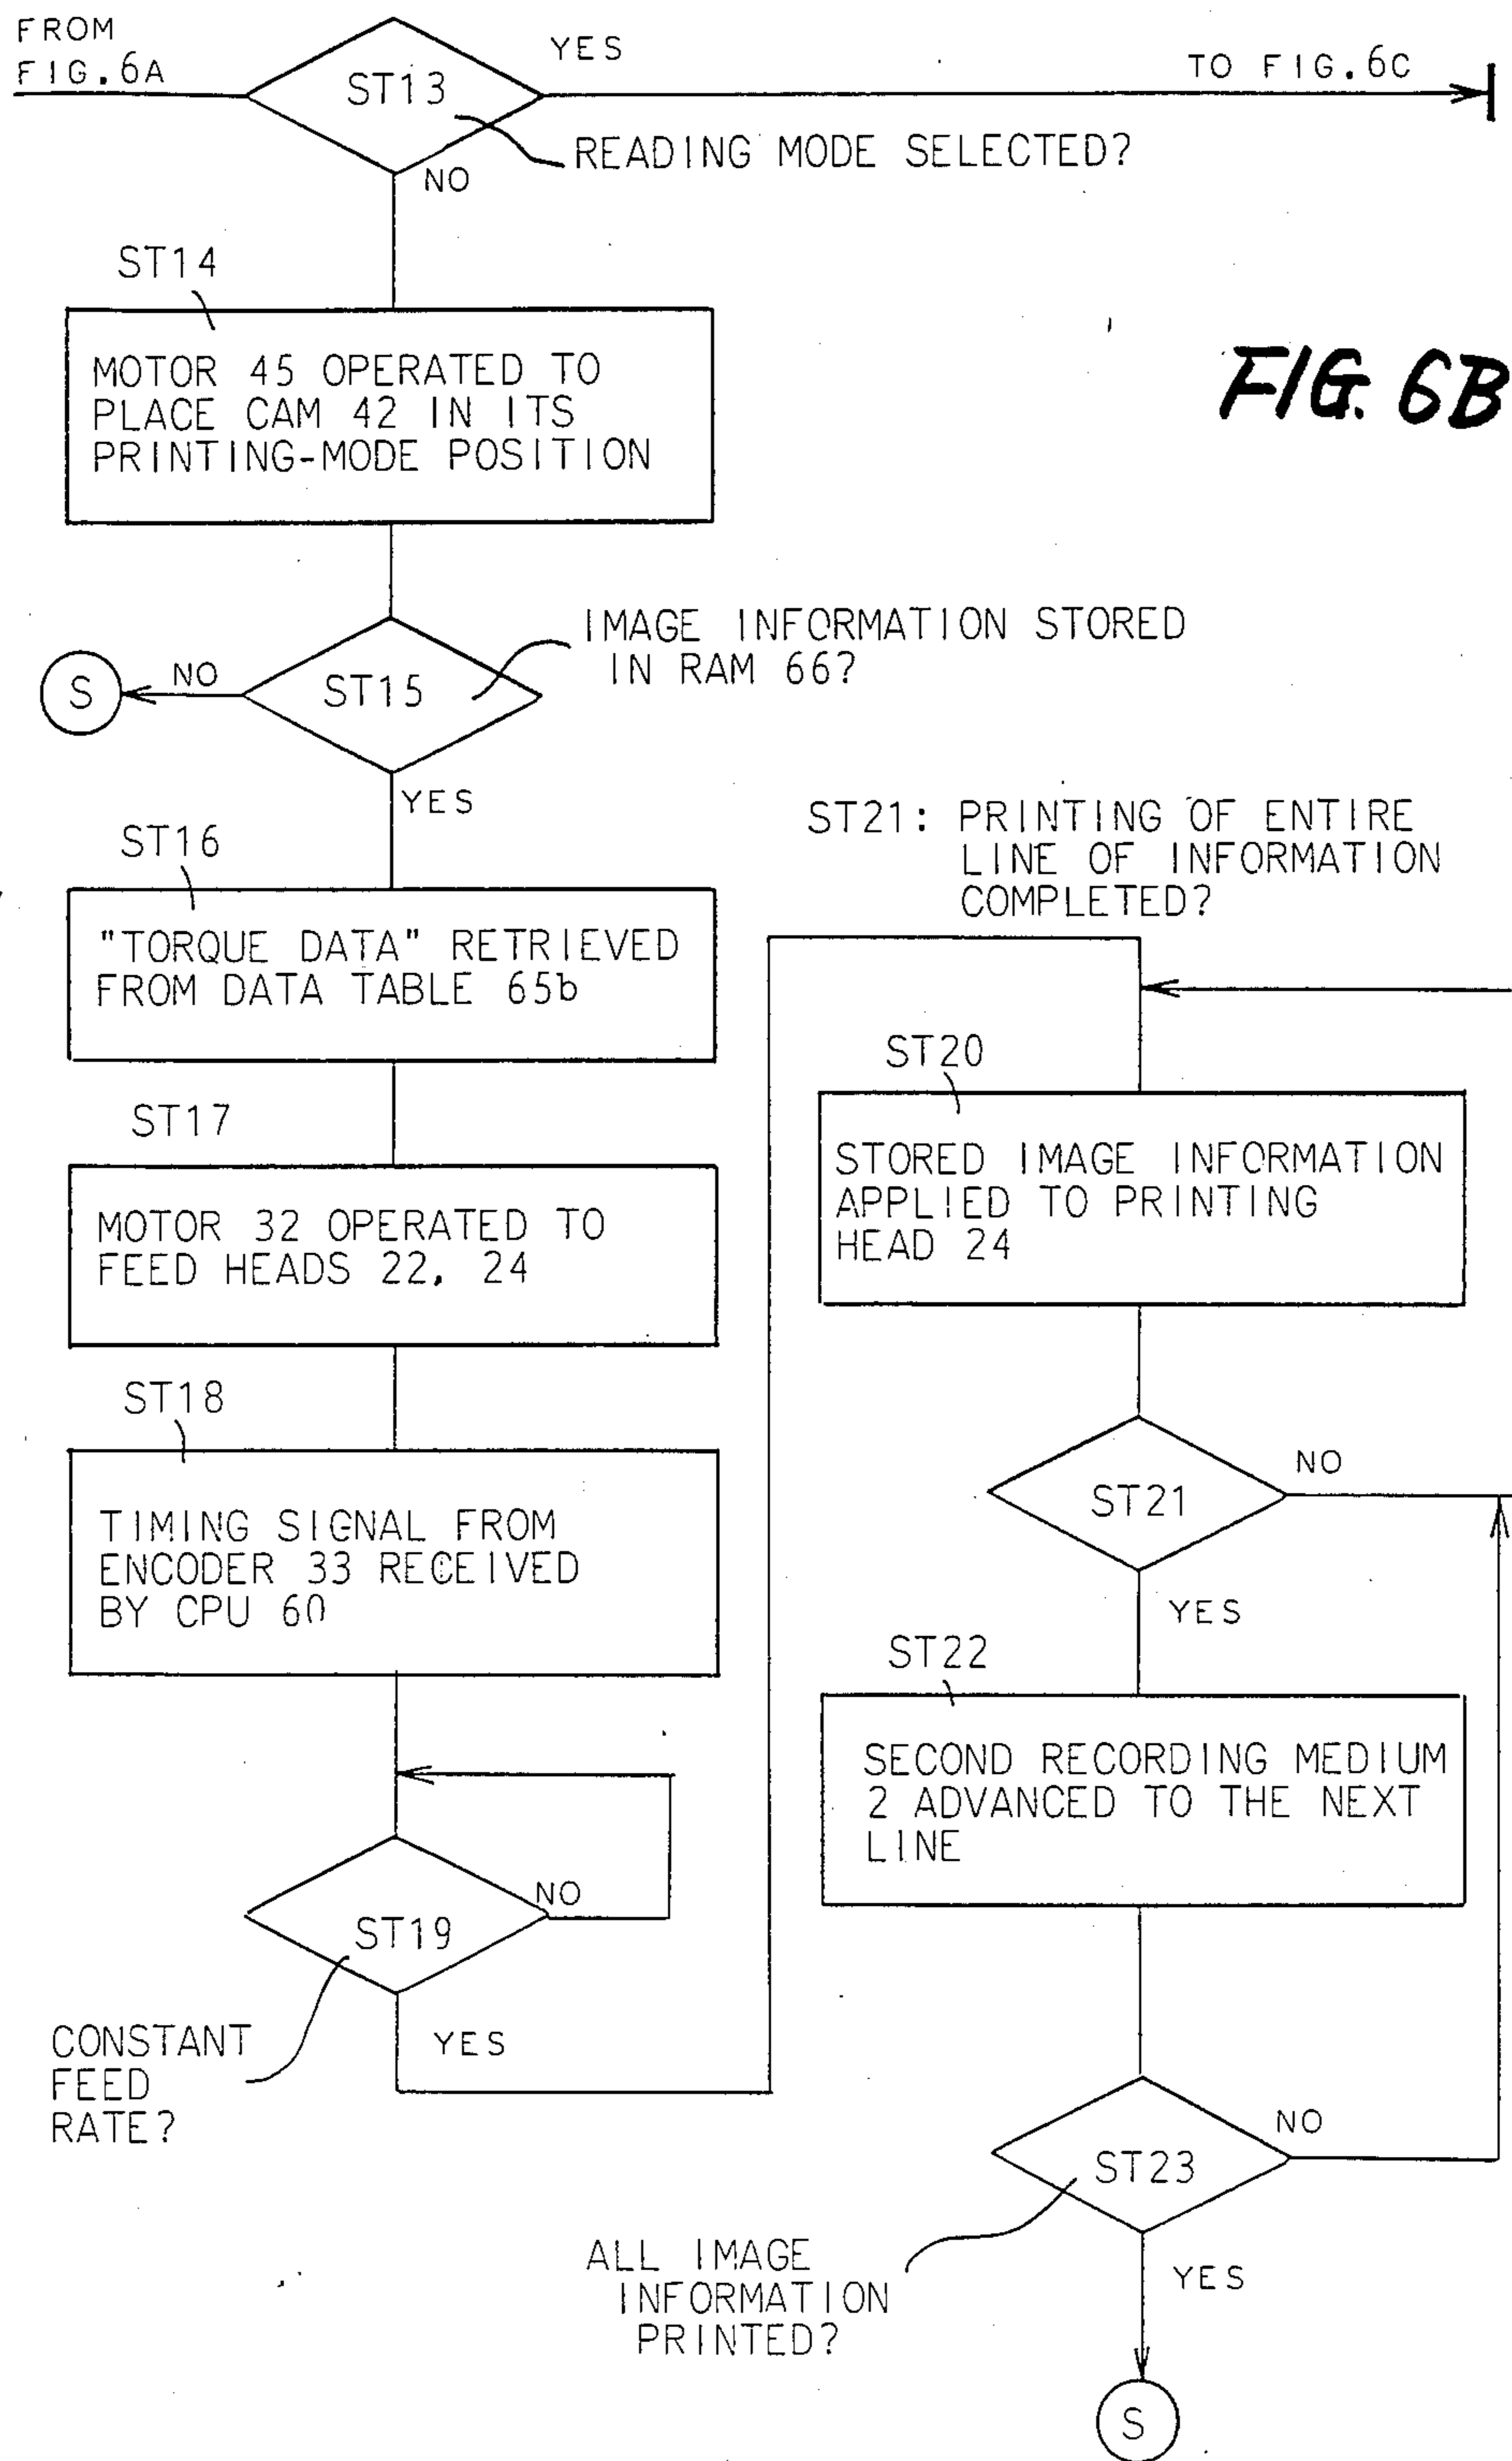 FROM
FIG.6A
ST13
YES
TO FIG.6C
READING MODE SELECTED?
NO
ST14
MOTOR 45 OPERATED TO
PLACE CAM 42 IN ITS
PRINTING-MODE POSITION
FIG. 6B
IMAGE INFORMATION STORED
IN RAM 66?
S
NO
ST15
YES
ST16
"TORQUE DATA" RETRIEVED
FROM DATA TABLE 65b
ST17
MOTOR 32 OPERATED TO
FEED HEADS 22, 24
ST18
TIMING SIGNAL FROM
ENCODER 33 RECEIVED
BY CPU 60
NO
ST19
CONSTANT
FEED
RATE?
YES
ST21: PRINTING OF ENTIRE
LINE OF INFORMATION
COMPLETED?
ST20
STORED IMAGE INFORMATION
APPLIED TO PRINTING
HEAD 24
NO
ST21
YES
ST22
SECOND RECORDING MEDIUM
2 ADVANCED TO THE NEXT
LINE
NO
ST23
ALL IMAGE
INFORMATION
PRINTED?
YES
S